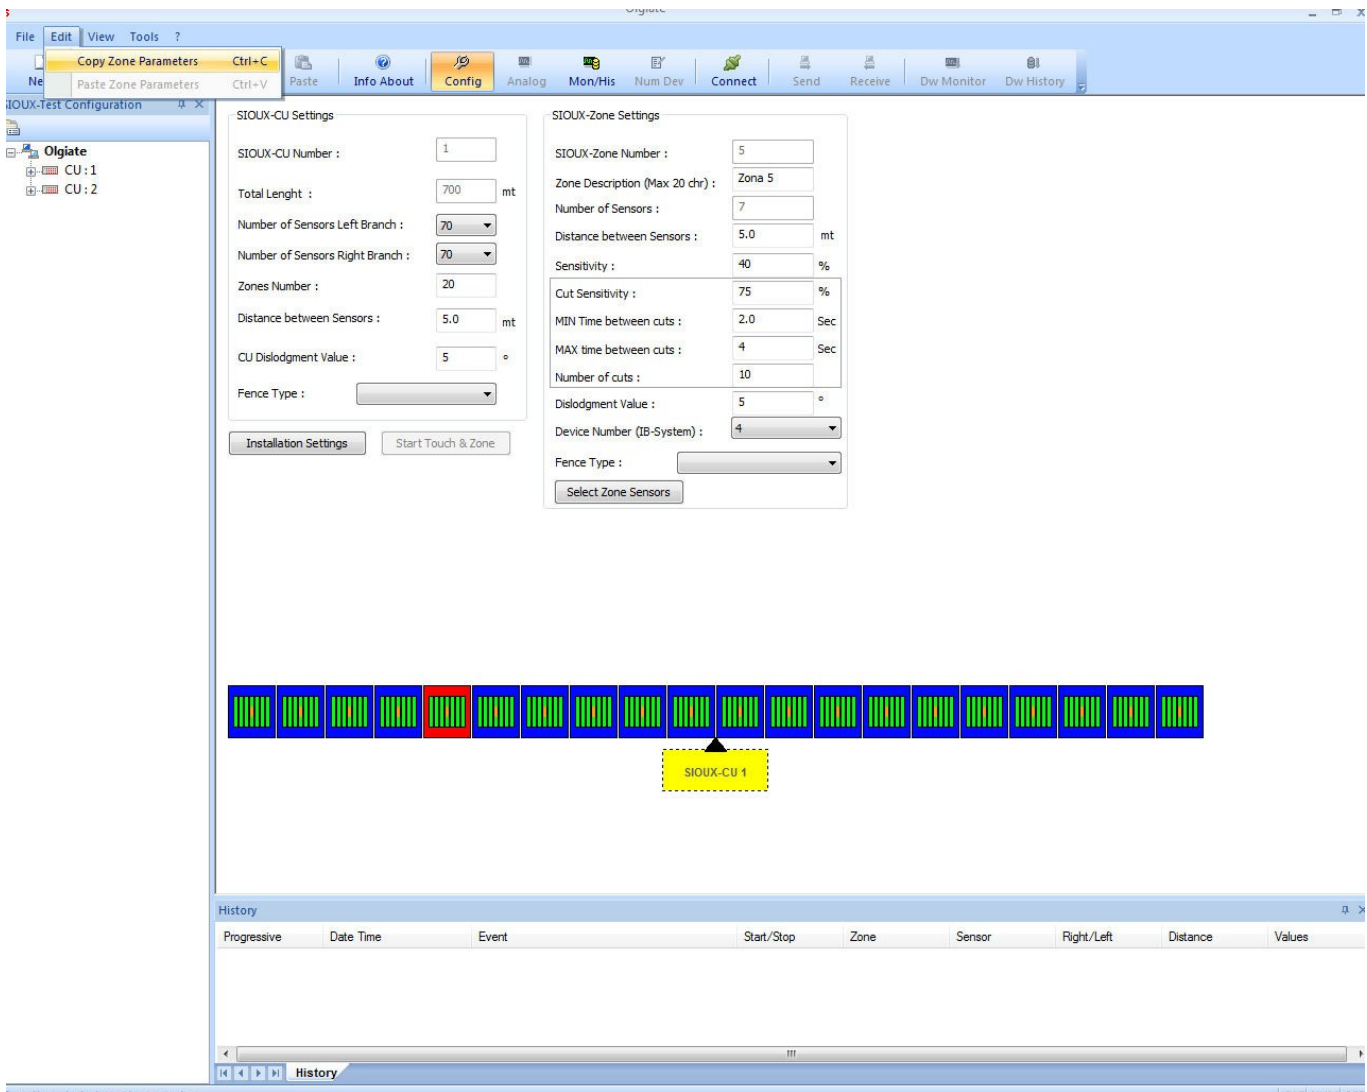 Olgiate
File Edit View Tools ?
Copy Zone Parameters Ctrl+C
Paste Zone Parameters Ctrl+V
Ne Paste Info About Config Analog Mon/His Num Dev Connect Send Receive Dw Monitor Dw History
SIOUX-Test Configuration
Olgiate
CU : 1
CU : 2
SIOUX-CU Settings
SIOUX-CU Number : 1
Total Lenght : 700 mt
Number of Sensors Left Branch : 70
Number of Sensors Right Branch : 70
Zones Number : 20
Distance between Sensors : 5.0 mt
CU Dislodgment Value : 5 °
Fence Type :
Installation Settings Start Touch & Zone
SIOUX-Zone Settings
SIOUX-Zone Number : 5
Zone Description (Max 20 chr) : Zona 5
Number of Sensors : 7
Distance between Sensors : 5.0 mt
Sensitivity : 40 %
Cut Sensitivity : 75 %
MIN Time between cuts : 2.0 Sec
MAX time between cuts : 4 Sec
Number of cuts : 10
Dislodgment Value : 5 °
Device Number (IB-System) : 4
Fence Type :
Select Zone Sensors
SIOUX-CU 1
History
Progressive Date Time Event Start/Stop Zone Sensor Right/Left Distance Values
History